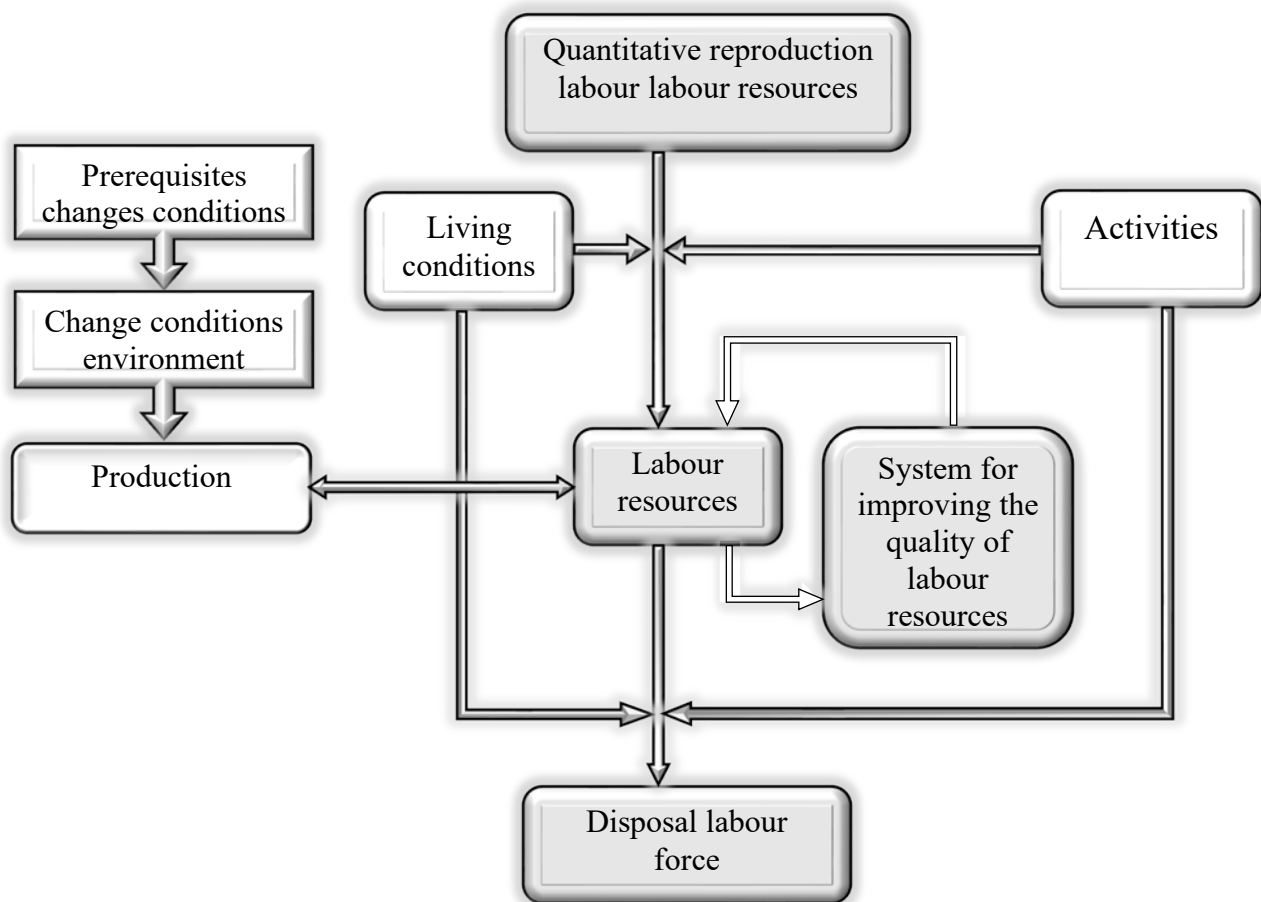 Quantitative reproduction
labour labour resources
Prerequisites
changes conditions
Living
conditions
Activities
Change conditions
environment
Production
Labour
resources
System for
improving the
quality of
labour
resources
Disposal labour
force